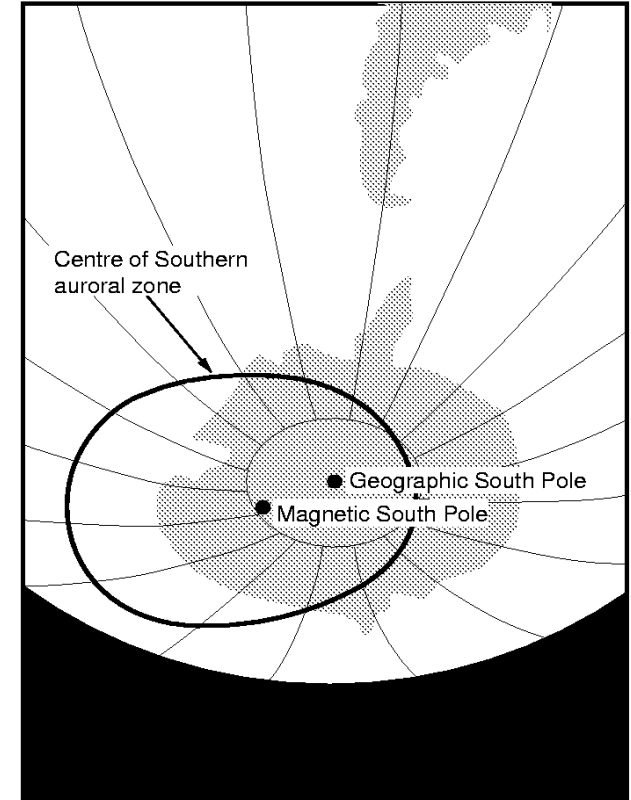 Centre of Southern
auroral zone
Geographic South Pole
Magnetic South Pole